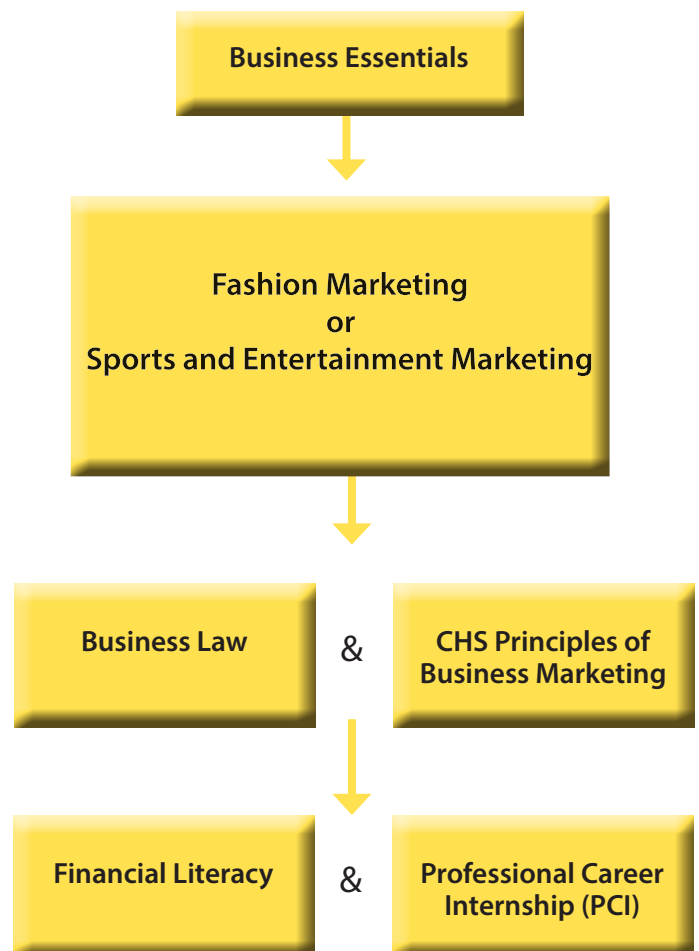 Business Essentials
Fashion Marketing
or
Sports and Entertainment Marketing
Business Law
&
CHS Principles of
Business Marketing
Financial Literacy
&
Professional Career
Internship (PCI)